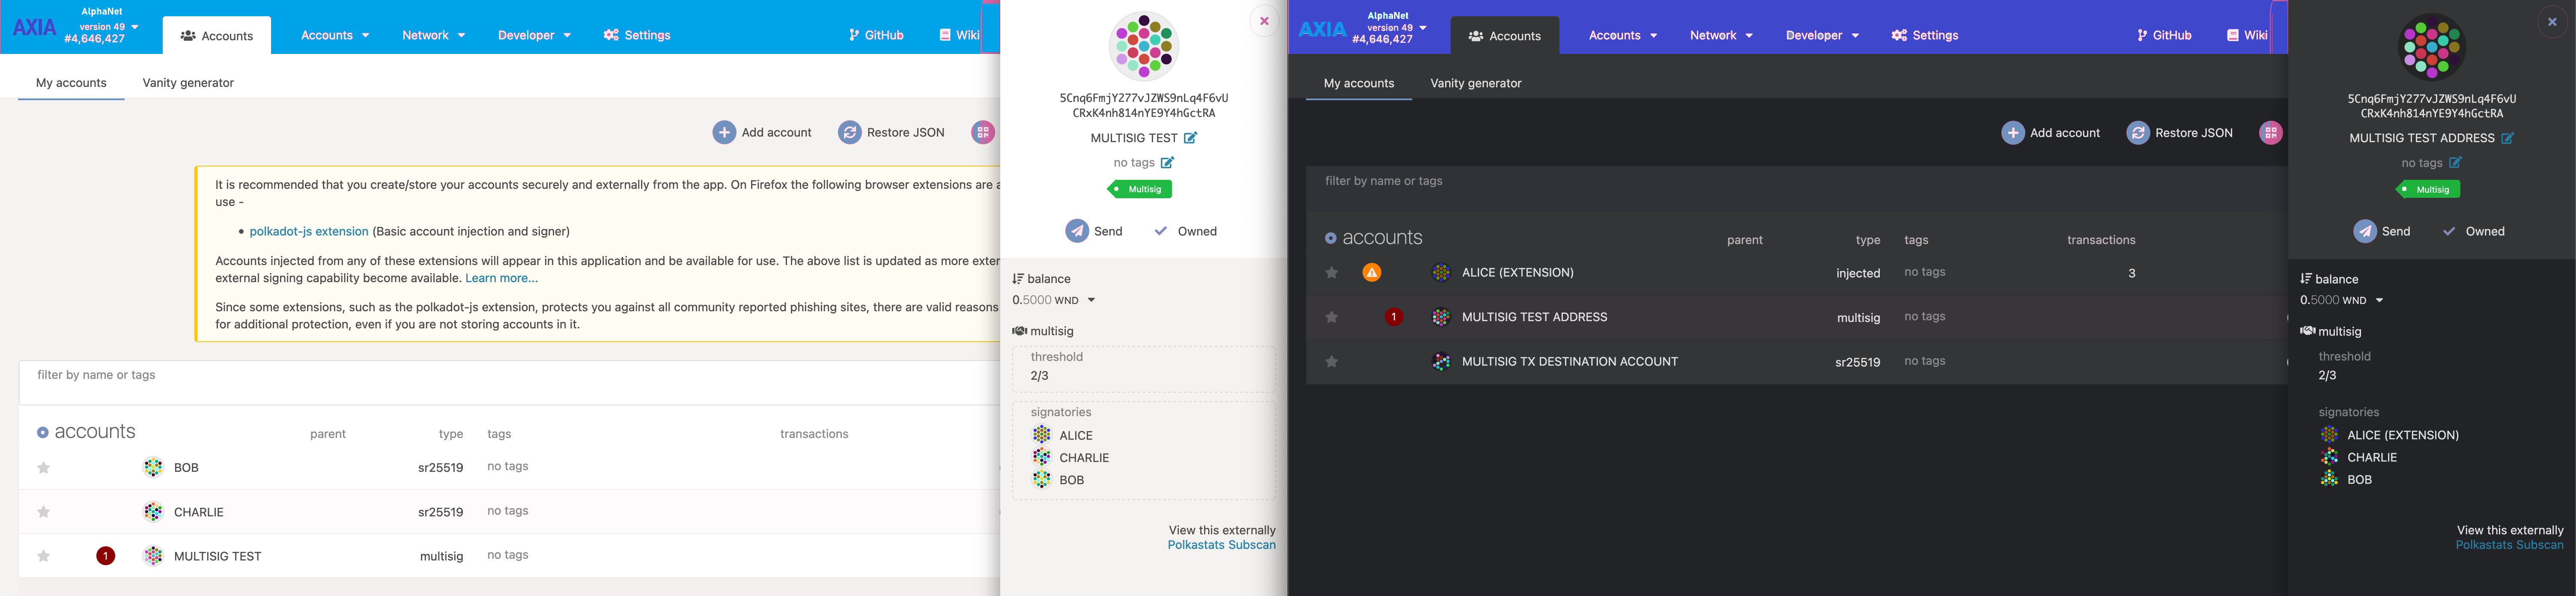 AXIA
AlphaNet
version 49
#4,646,427
Accounts
Accounts
Network
Developer
Settings
GitHub
Wiki
My accounts
Vanity generator
Add account
Restore JSON
It is recommended that you create/store your accounts securely and externally from the app. On Firefox the following browser extensions are a
use -
• polkadot-js extension (Basic account injection and signer)
Accounts injected from any of these extensions will appear in this application and be available for use. The above list is updated as more exter
external signing capability become available. Learn more...
Since some extensions, such as the polkadot-js extension, protects you against all community reported phishing sites, there are valid reasons
for additional protection, even if you are not storing accounts in it.
filter by name or tags
accounts parent type tags transactions
BOB sr25519 no tags
CHARLIE sr25519 no tags
1 MULTISIG TEST multisig no tags
5Cnq6FmjY277vJZWS9nLq4F6vU
CRxK4nh814nYE9Y4hGctRA
MULTISIG TEST
no tags
Multisig
Send
Owned
balance
0.5000 WND
multisig
threshold
2/3
signatories
ALICE
CHARLIE
BOB
View this externally
Polkastats Subscan
AXIA
AlphaNet
version 49
#4,646,427
Accounts
Accounts
Network
Developer
Settings
GitHub
Wiki
My accounts
Vanity generator
Add account
Restore JSON
filter by name or tags
accounts parent type tags transactions
ALICE (EXTENSION) injected no tags 3
1 MULTISIG TEST ADDRESS multisig no tags
MULTISIG TX DESTINATION ACCOUNT sr25519 no tags
5Cnq6FmjY277vJZWS9nLq4F6vU
CRxK4nh814nYE9Y4hGctRA
MULTISIG TEST ADDRESS
no tags
Multisig
Send
Owned
balance
0.5000 WND
multisig
threshold
2/3
signatories
ALICE (EXTENSION)
CHARLIE
BOB
View this externally
Polkastats Subscan